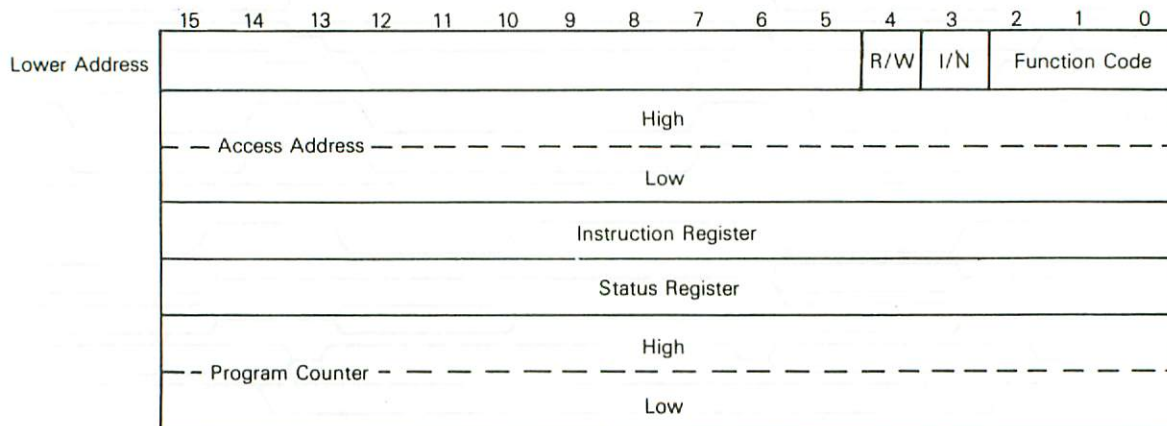 15 14 13 12 11 10 9 8 7 6 5 4 3 2 1 0
Lower Address R/W I/N Function Code
High
Access Address
Low
Instruction Register
Status Register
High
Program Counter
Low